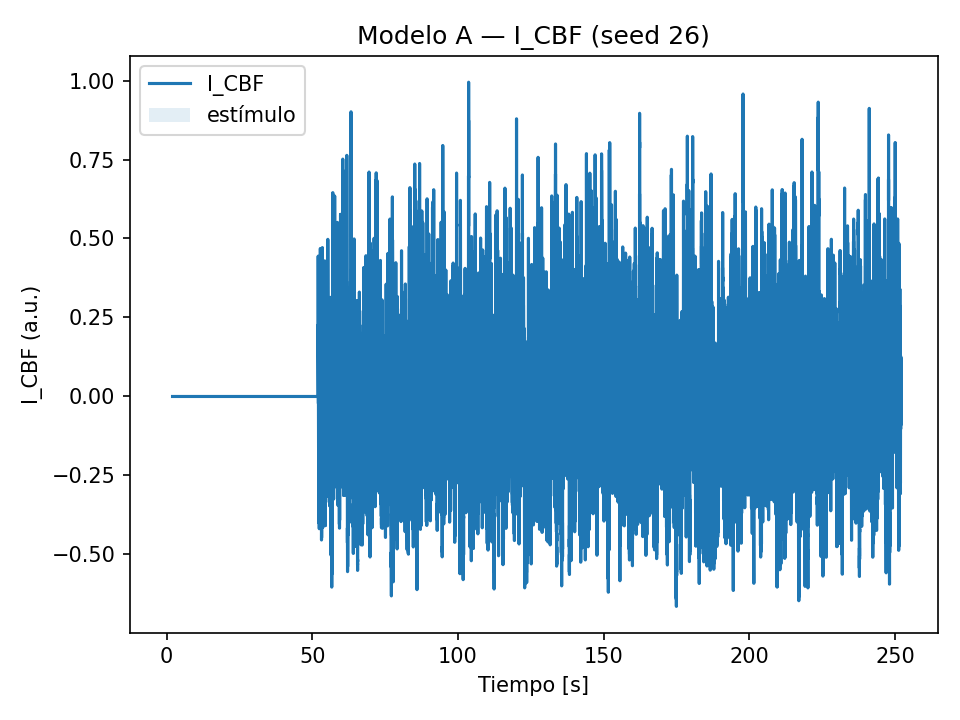 Modelo A — I_CBF (seed 26)
I_CBF
estímulo
1.00
0.75
0.50
0.25
0.00
−0.25
−0.50
I_CBF (a.u.)
0 50 100 150 200 250
Tiempo [s]